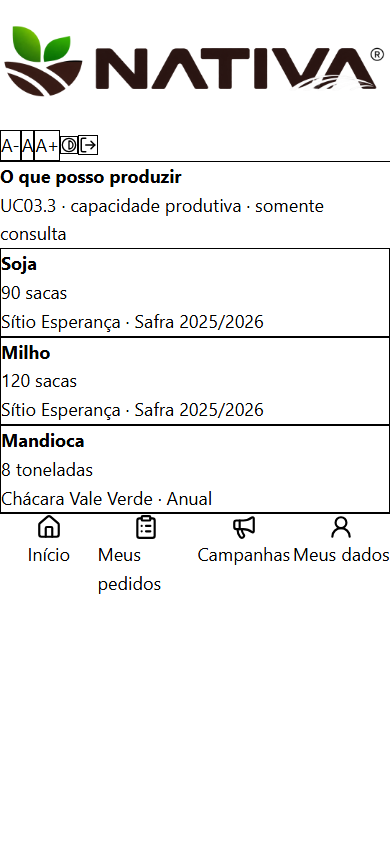 NATIVA®
A- A A+
O que posso produzir
UC03.3 · capacidade produtiva · somente
consulta
Soja
90 sacas
Sítio Esperança · Safra 2025/2026
Milho
120 sacas
Sítio Esperança · Safra 2025/2026
Mandioca
8 toneladas
Chácara Vale Verde · Anual
Início
Meus
pedidos
Campanhas
Meus dados